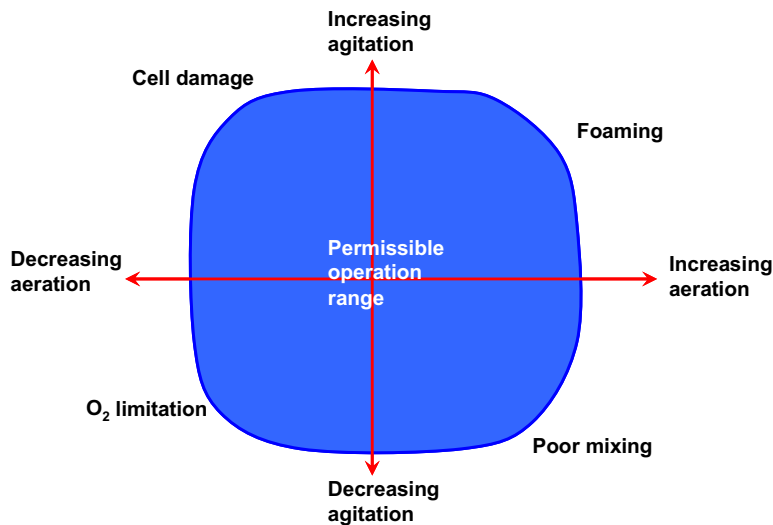 Increasing
agitation
Cell damage
Foaming
Permissible
operation
range
Decreasing
aeration
Increasing
aeration
O₂ limitation
Poor mixing
Decreasing
agitation